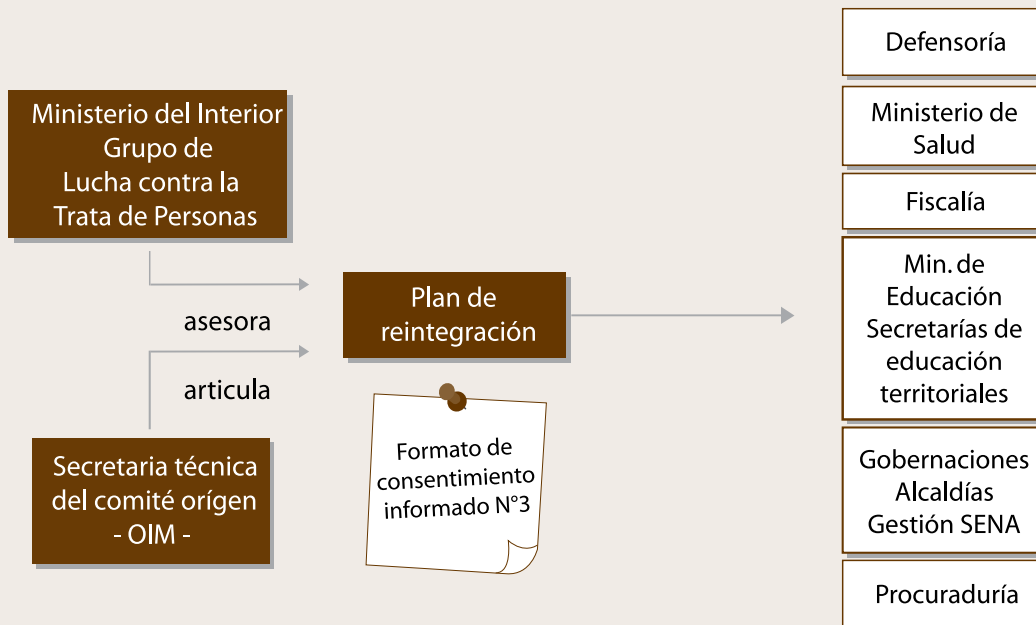 Ministerio del Interior
Grupo de
Lucha contra la
Trata de Personas
asesora
articula
Secretaria técnica
del comité orígen
- OIM -
Plan de
reintegración
Formato de
consentimiento
informado N°3
Defensoría
Ministerio de
Salud
Fiscalía
Min. de
Educación
Secretarías de
educación
territoriales
Gobernaciones
Alcaldías
Gestión SENA
Procuraduría